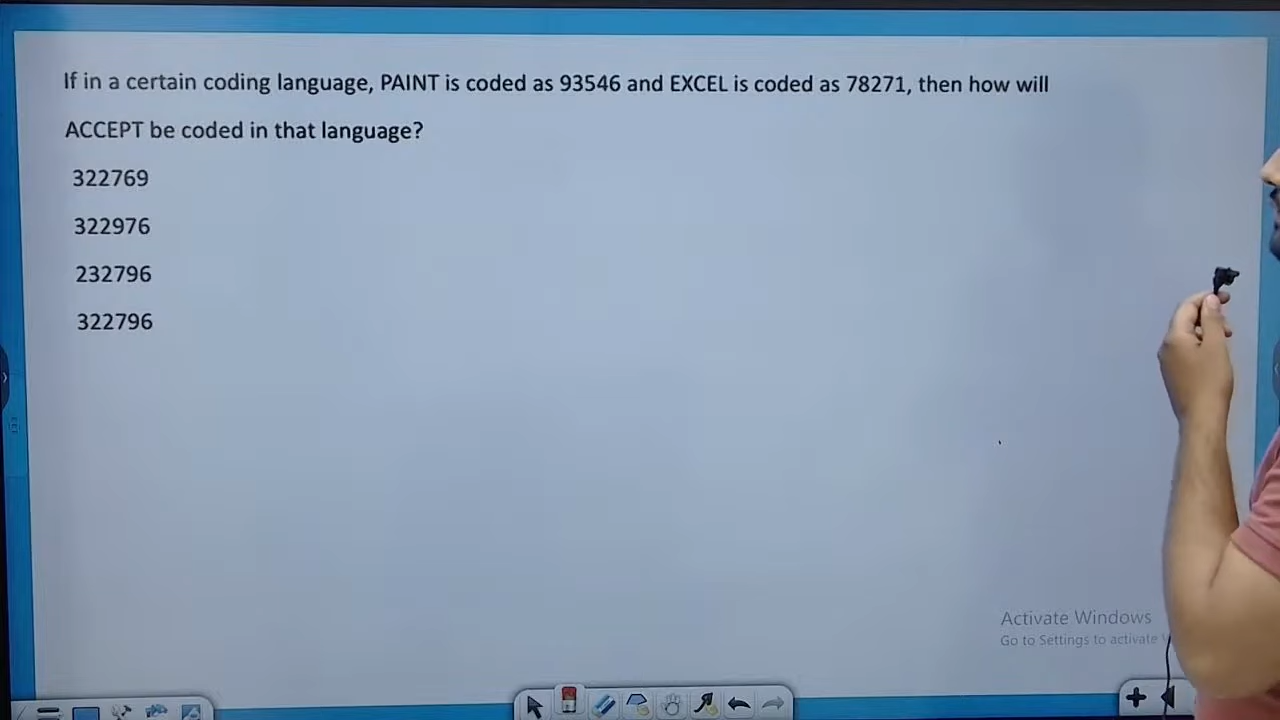 If in a certain coding language, PAINT is coded as 93546 and EXCEL is coded as 78271, then how will
ACCEPT be coded in that language?
322769
322976
232796
322796
Activate Windows
Go to Settings to activate